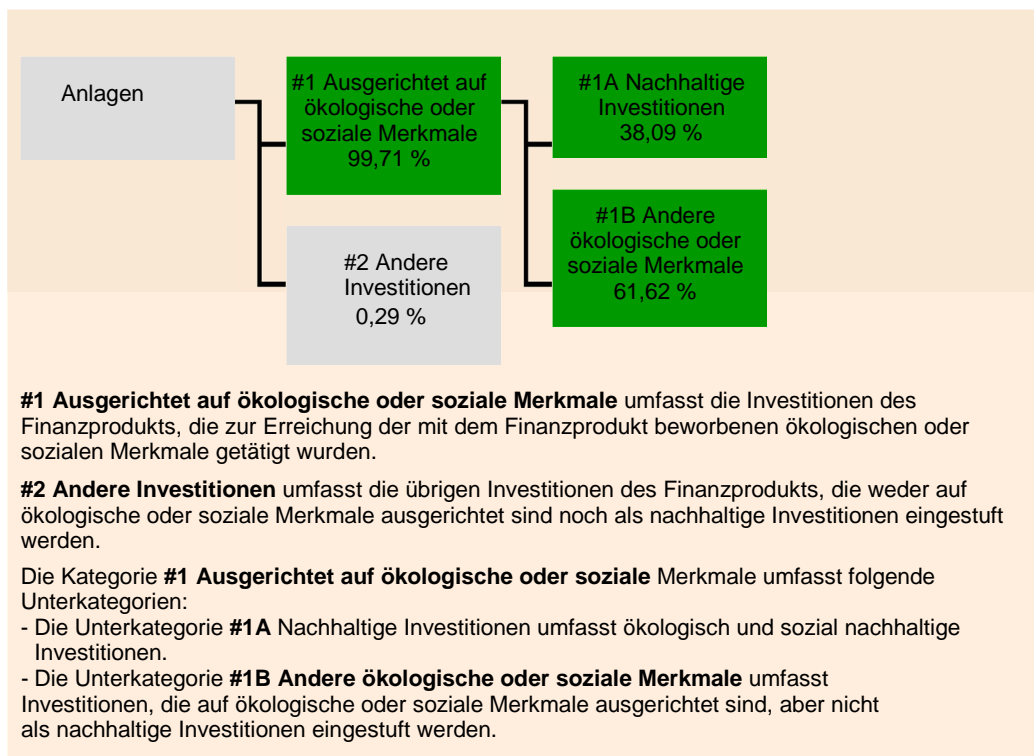 Anlagen
#1 Ausgerichtet auf
ökologische oder
soziale Merkmale
99,71 %
#2 Andere
Investitionen
0,29 %
#1A Nachhaltige
Investitionen
38,09 %
#1B Andere
ökologische oder
soziale Merkmale
61,62 %
#1 Ausgerichtet auf ökologische oder soziale Merkmale umfasst die Investitionen des
Finanzprodukts, die zur Erreichung der mit dem Finanzprodukt beworbenen ökologischen oder
sozialen Merkmale getätigt wurden.
#2 Andere Investitionen umfasst die übrigen Investitionen des Finanzprodukts, die weder auf
ökologische oder soziale Merkmale ausgerichtet sind noch als nachhaltige Investitionen eingestuft
werden.
Die Kategorie #1 Ausgerichtet auf ökologische oder soziale Merkmale umfasst folgende
Unterkategorien:
- Die Unterkategorie #1A Nachhaltige Investitionen umfasst ökologisch und sozial nachhaltige
Investitionen.
- Die Unterkategorie #1B Andere ökologische oder soziale Merkmale umfasst
Investitionen, die auf ökologische oder soziale Merkmale ausgerichtet sind, aber nicht
als nachhaltige Investitionen eingestuft werden.